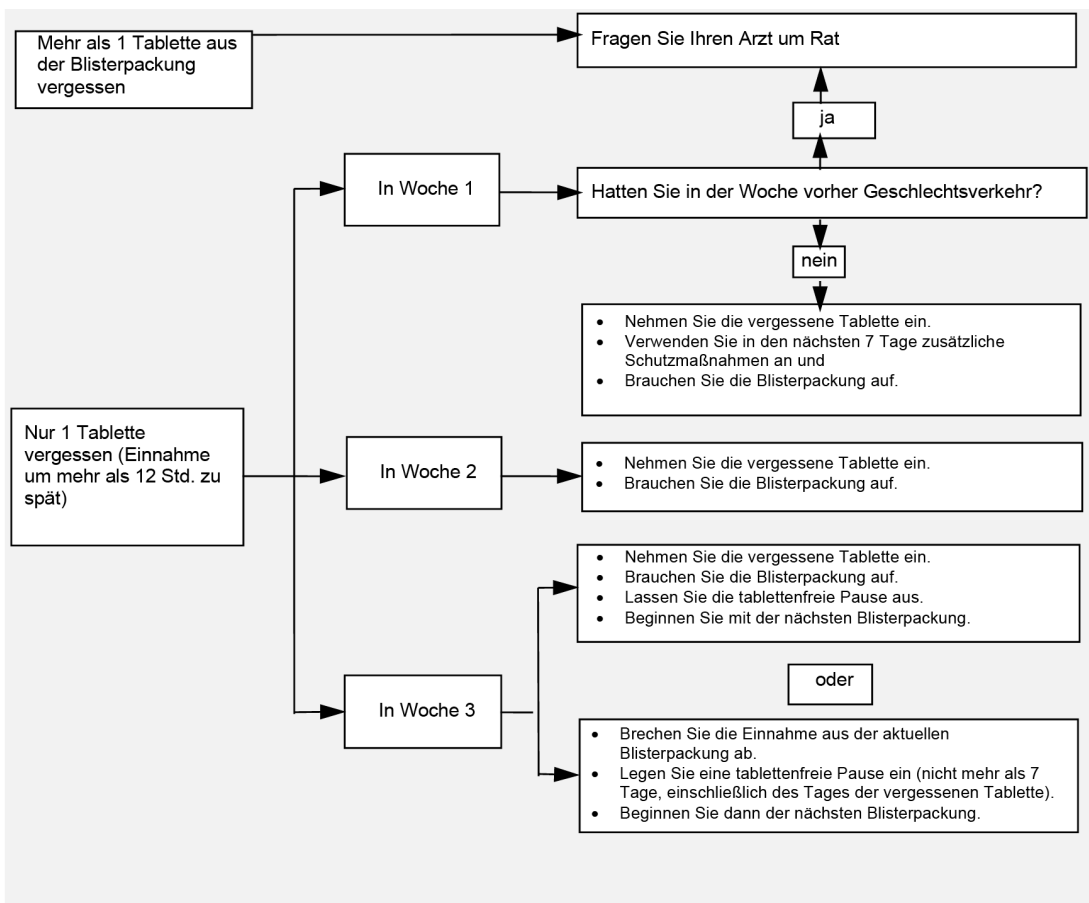 Mehr als 1 Tablette aus
der Blisterpackung
vergessen
Fragen Sie Ihren Arzt um Rat
ja
In Woche 1
Hatten Sie in der Woche vorher Geschlechtsverkehr?
nein
• Nehmen Sie die vergessene Tablette ein.
• Verwenden Sie in den nächsten 7 Tage zusätzliche
Schutzmaßnahmen an und
• Brauchen Sie die Blisterpackung auf.
Nur 1 Tablette
vergessen (Einnahme
um mehr als 12 Std. zu
spät)
In Woche 2
• Nehmen Sie die vergessene Tablette ein.
• Brauchen Sie die Blisterpackung auf.
• Nehmen Sie die vergessene Tablette ein.
• Brauchen Sie die Blisterpackung auf.
• Lassen Sie die tablettenfreie Pause aus.
• Beginnen Sie mit der nächsten Blisterpackung.
In Woche 3
oder
• Brechen Sie die Einnahme aus der aktuellen
Blisterpackung ab.
• Legen Sie eine tablettenfreie Pause ein (nicht mehr als 7
Tage, einschließlich des Tages der vergessenen Tablette).
• Beginnen Sie dann der nächsten Blisterpackung.